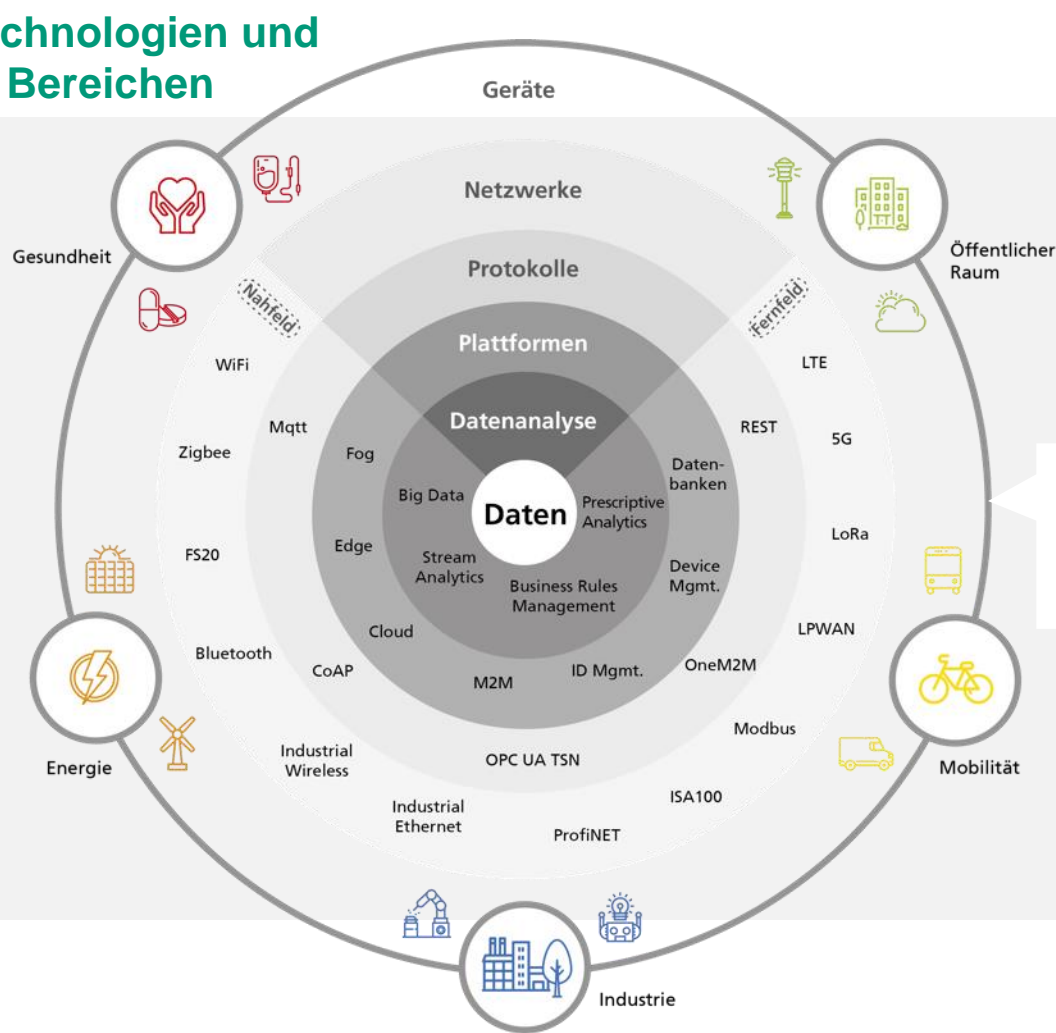 chnologien und
Bereichen
Geräte
Netzwerke
Protokolle
Plattformen
Datenanalyse
Daten
Gesundheit
Öffentlicher
Raum
Nahfeld
Fernfeld
WiFi
LTE
Mqtt
REST
5G
Zigbee
Fog
Daten-
banken
Big Data
Prescriptive
Analytics
LoRa
FS20
Edge
Stream
Analytics
Device
Mgmt.
Business Rules
Management
LPWAN
Cloud
Bluetooth
CoAP
M2M
ID Mgmt.
OneM2M
Modbus
Industrial
Wireless
OPC UA TSN
Energie
Mobilität
ISA100
Industrial
Ethernet
ProfiNET
Industrie